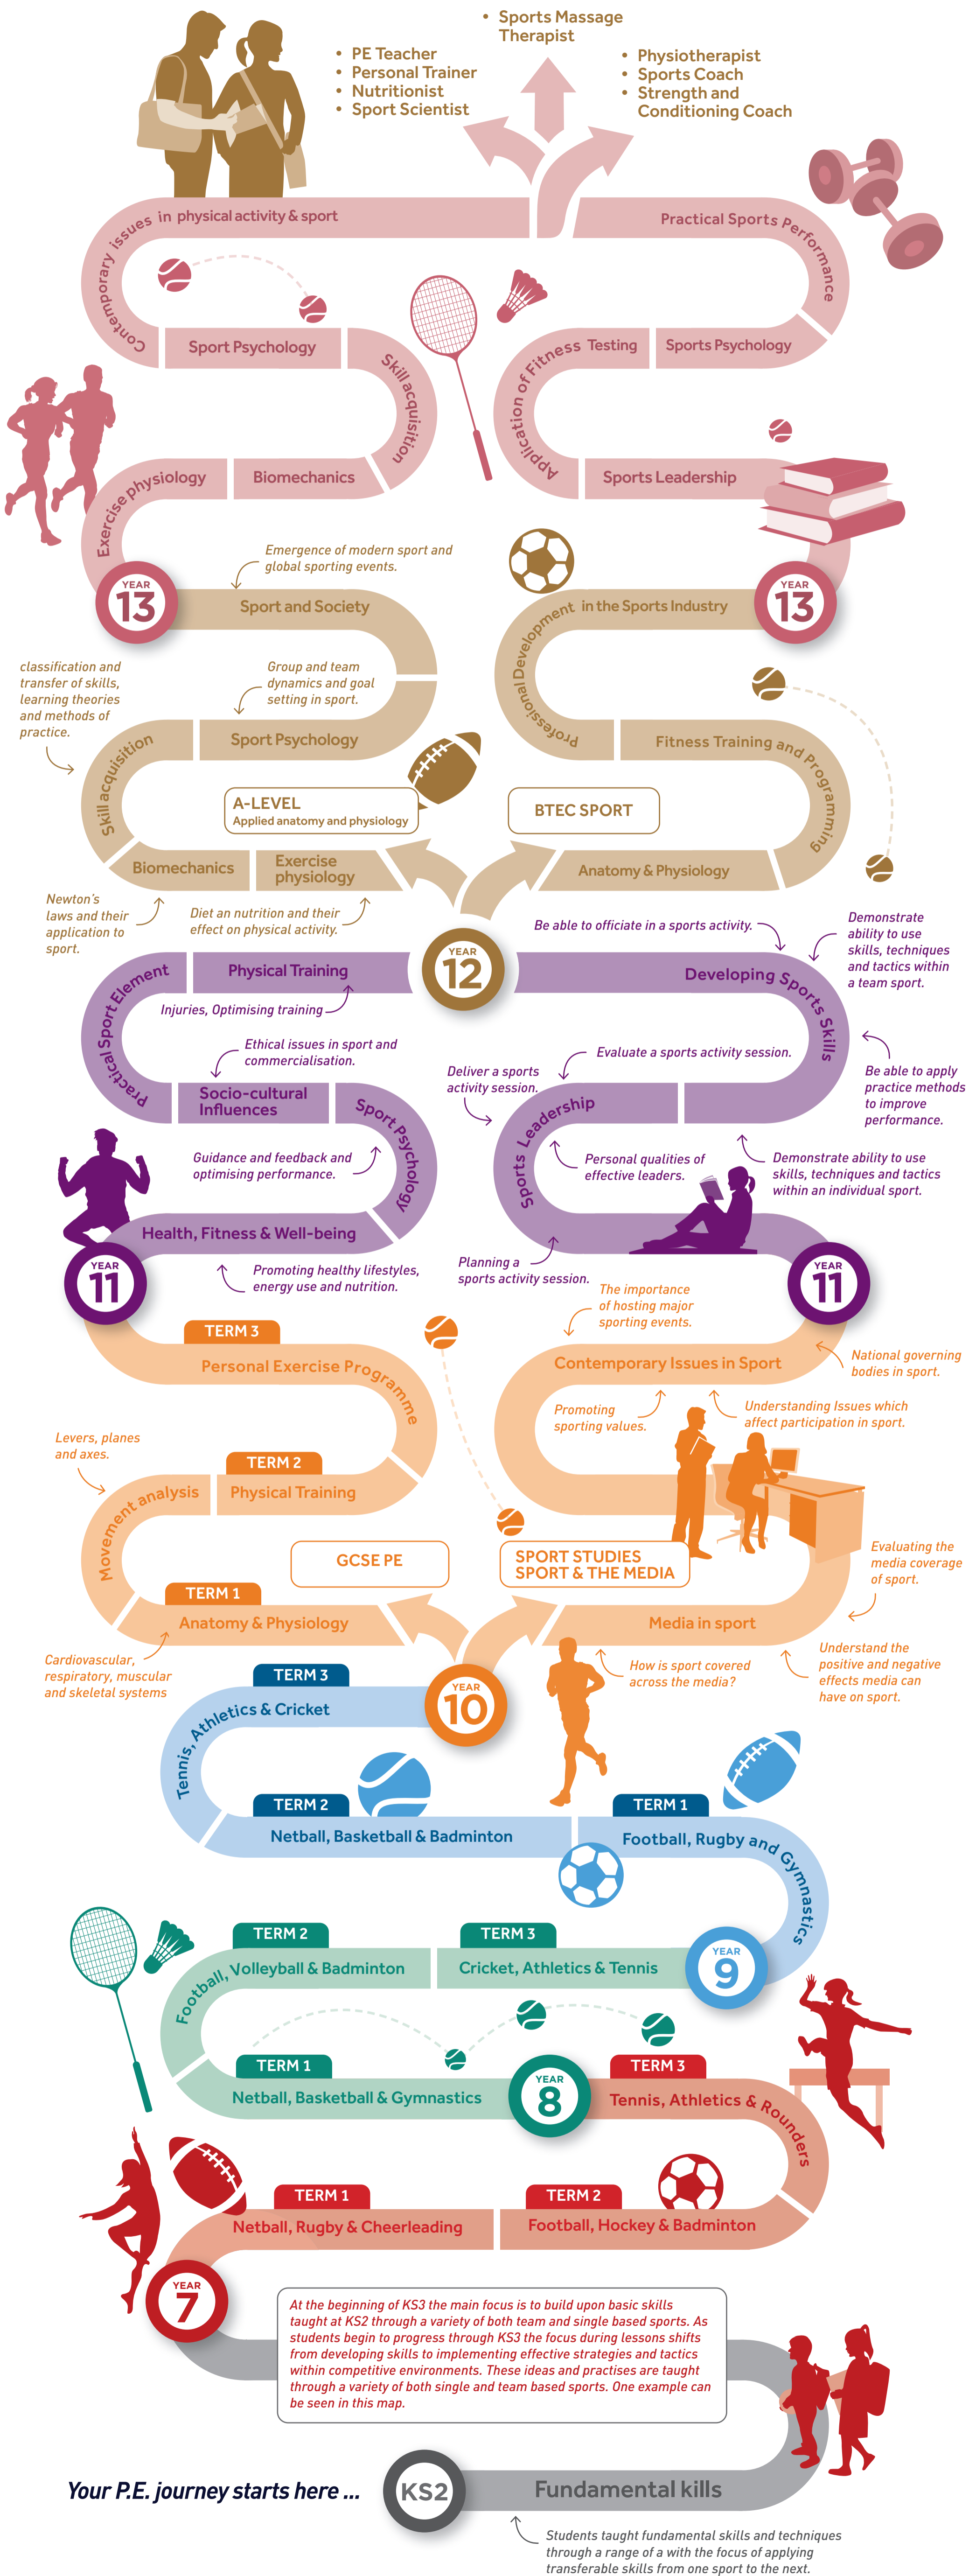 • Sports Massage
Therapist
• PE Teacher
• Personal Trainer
• Nutritionist
• Sport Scientist
• Physiotherapist
• Sports Coach
• Strength and
Conditioning Coach
Contemporary issues in physical activity & sport
Practical Sports Performance
Sport Psychology
Skill acquisition
Application of Fitness Testing
Sports Psychology
Exercise physiology
Biomechanics
Sports Leadership
YEAR
13
Emergence of modern sport and
global sporting events.
Sport and Society
Professional Development in the Sports Industry
YEAR
13
classification and
transfer of skills,
learning theories
and methods of
practice.
Group and team
dynamics and goal
setting in sport.
Skill acquisition
Sport Psychology
Fitness Training and Programming
A-LEVEL
Applied anatomy and physiology
BTEC SPORT
Biomechanics
Exercise
physiology
Anatomy & Physiology
Newton's
laws and their
application to
sport.
Diet an nutrition and their
effect on physical activity.
YEAR
12
Be able to officiate in a sports activity.
Demonstrate
ability to use
skills, techniques
and tactics within
a team sport.
Practical Sport Element
Physical Training
Developing Sports Skills
Injuries, Optimising training
Ethical issues in sport and
commercialisation.
Deliver a sports
activity session.
Evaluate a sports activity session.
Be able to apply
practice methods
to improve
performance.
Socio-cultural
Influences
Sport Psychology
Sports Leadership
Guidance and feedback and
optimising performance.
Personal qualities of
effective leaders.
Demonstrate ability to use
skills, techniques and tactics
within an individual sport.
Health, Fitness & Well-being
YEAR
11
Promoting healthy lifestyles,
energy use and nutrition.
Planning a
sports activity session.
YEAR
11
The importance
of hosting major
sporting events.
TERM 3
Personal Exercise Programme
Contemporary Issues in Sport
National governing
bodies in sport.
Promoting
sporting values.
Understanding Issues which
affect participation in sport.
Levers, planes
and axes.
TERM 2
Movement analysis
Physical Training
GCSE PE
SPORT STUDIES
SPORT & THE MEDIA
Evaluating the
media coverage
of sport.
TERM 1
Anatomy & Physiology
Media in sport
Cardiovascular,
respiratory, muscular
and skeletal systems
How is sport covered
across the media?
Understand the
positive and negative
effects media can
have on sport.
YEAR
10
TERM 3
Tennis, Athletics & Cricket
TERM 2
Netball, Basketball & Badminton
TERM 1
Football, Rugby and Gymnastics
YEAR
9
TERM 2
Football, Volleyball & Badminton
TERM 3
Cricket, Athletics & Tennis
TERM 1
Netball, Basketball & Gymnastics
YEAR
8
TERM 3
Tennis, Athletics & Rounders
TERM 1
Netball, Rugby & Cheerleading
TERM 2
Football, Hockey & Badminton
YEAR
7
At the beginning of KS3 the main focus is to build upon basic skills
taught at KS2 through a variety of both team and single based sports. As
students begin to progress through KS3 the focus during lessons shifts
from developing skills to implementing effective strategies and tactics
within competitive environments. These ideas and practises are taught
through a variety of both single and team based sports. One example can
be seen in this map.
Your P.E. journey starts here ...
KS2
Fundamental kills
Students taught fundamental skills and techniques
through a range of a with the focus of applying
transferable skills from one sport to the next.